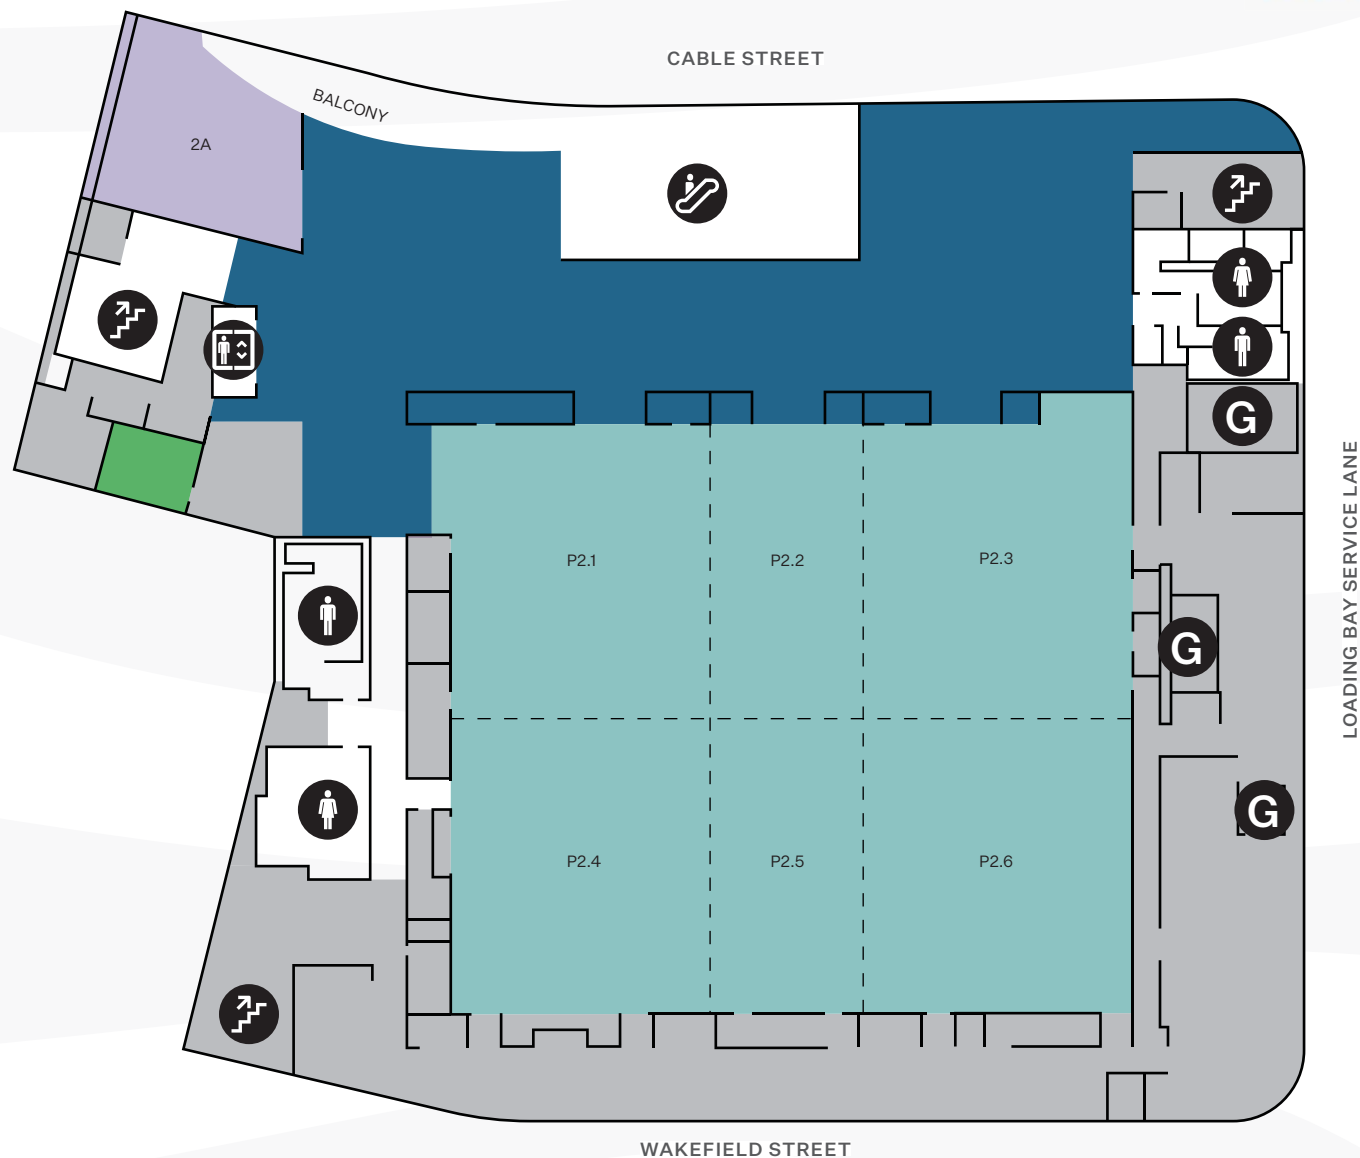 CABLE STREET
BALCONY
2A
G
LOADING BAY SERVICE LANE
P2.1
P2.2
P2.3
G
G
P2.4
P2.5
P2.6
WAKEFIELD STREET